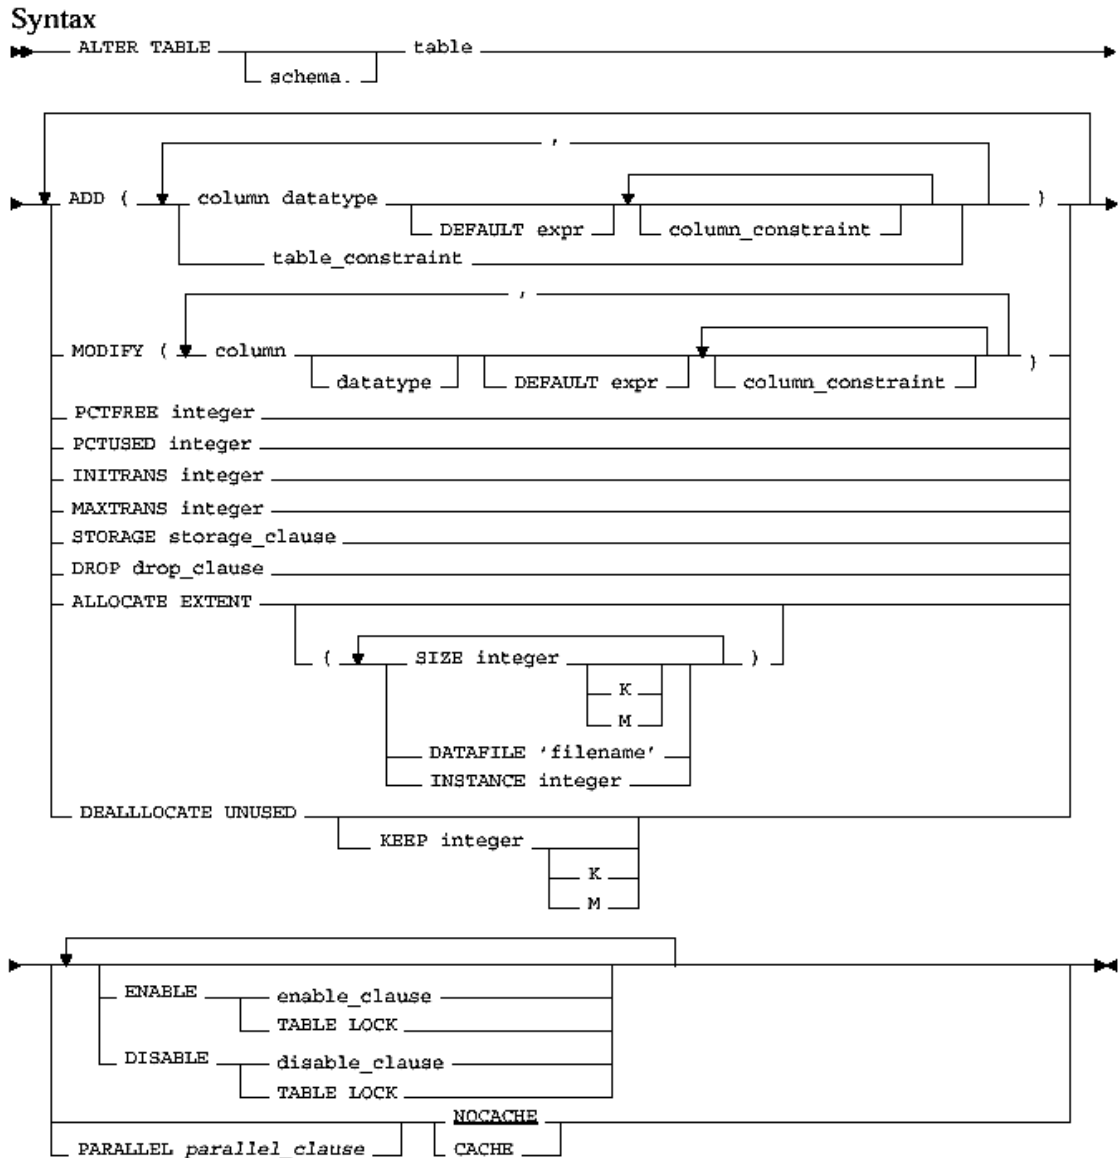 Syntax
ALTER TABLE table
schema.
,
ADD ( column datatype )
DEFAULT expr column_constraint
table_constraint
,
MODIFY ( column )
datatype DEFAULT expr column_constraint
PCTFREE integer
PCTUSED integer
INITRANS integer
MAXTRANS integer
STORAGE storage_clause
DROP drop_clause
ALLOCATE EXTENT
( SIZE integer )
K
M
DATAFILE 'filename'
INSTANCE integer
DEALLLOCATE UNUSED
KEEP integer
K
M
ENABLE enable_clause
TABLE LOCK
DISABLE disable_clause
TABLE LOCK
NOCACHE
PARALLEL parallel_clause CACHE